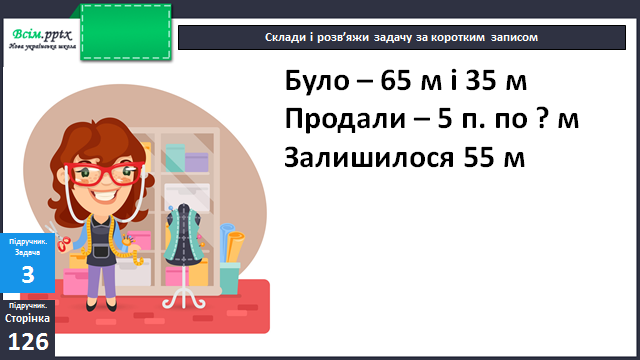 Всім.pptx
Нова українська школа
Склади і розв’яжи задачу за коротким записом
Було – 65 м і 35 м
Продали – 5 п. по ? м
Залишилося 55 м
Підручник.
Задача
3
Підручник.
Сторінка
126